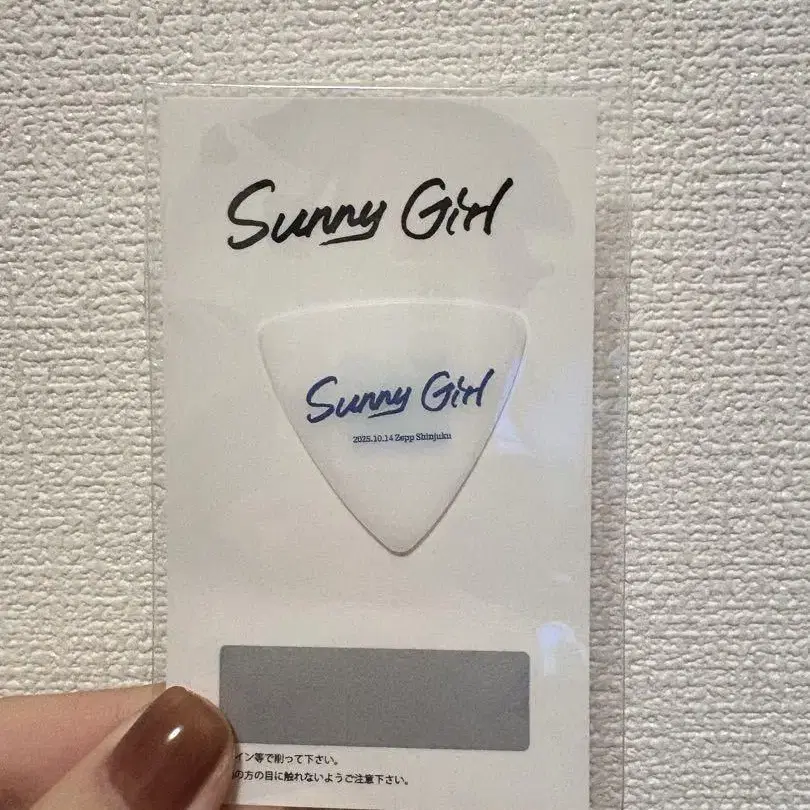 Sunny Girl
Sunny Girl
2025.10.14 Zepp Shinjuku
イン等で削って下さい。
の方の目に触れないようご注意下さい。